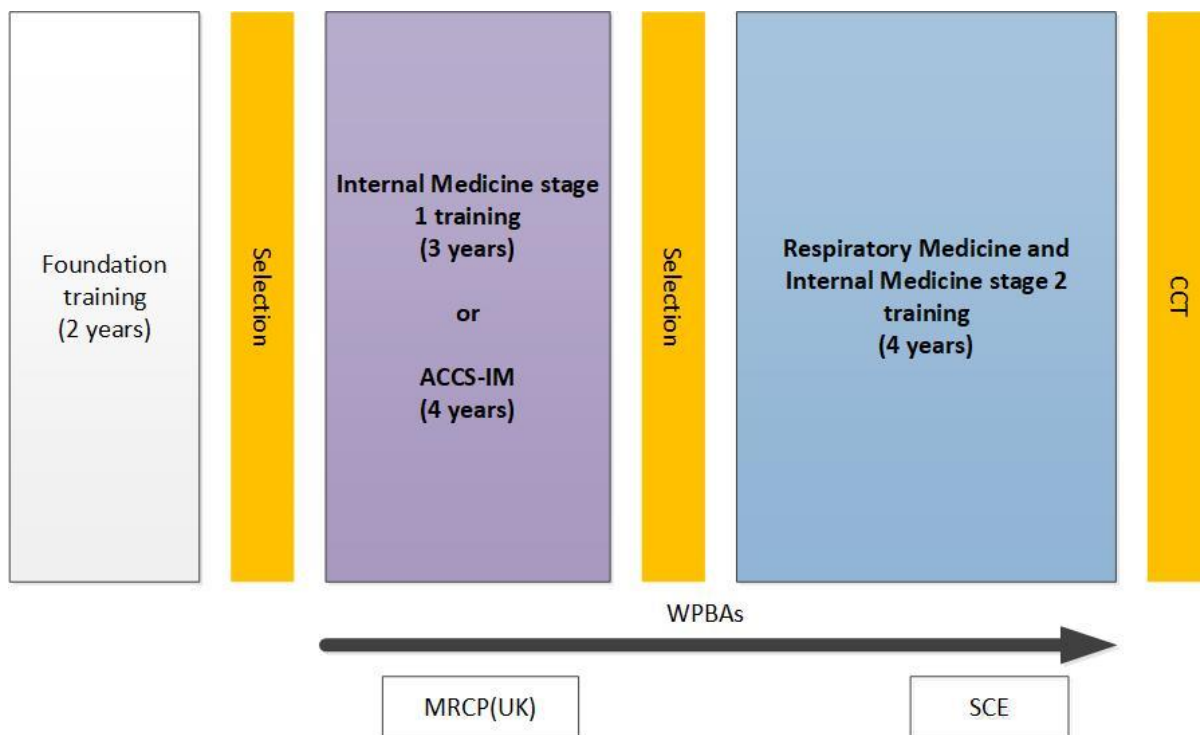 Foundation
training
(2 years)
Selection
Internal Medicine stage
1 training
(3 years)
or
ACCS-IM
(4 years)
Selection
Respiratory Medicine and
Internal Medicine stage 2
training
(4 years)
CCT
WPBAs
MRCP(UK)
SCE